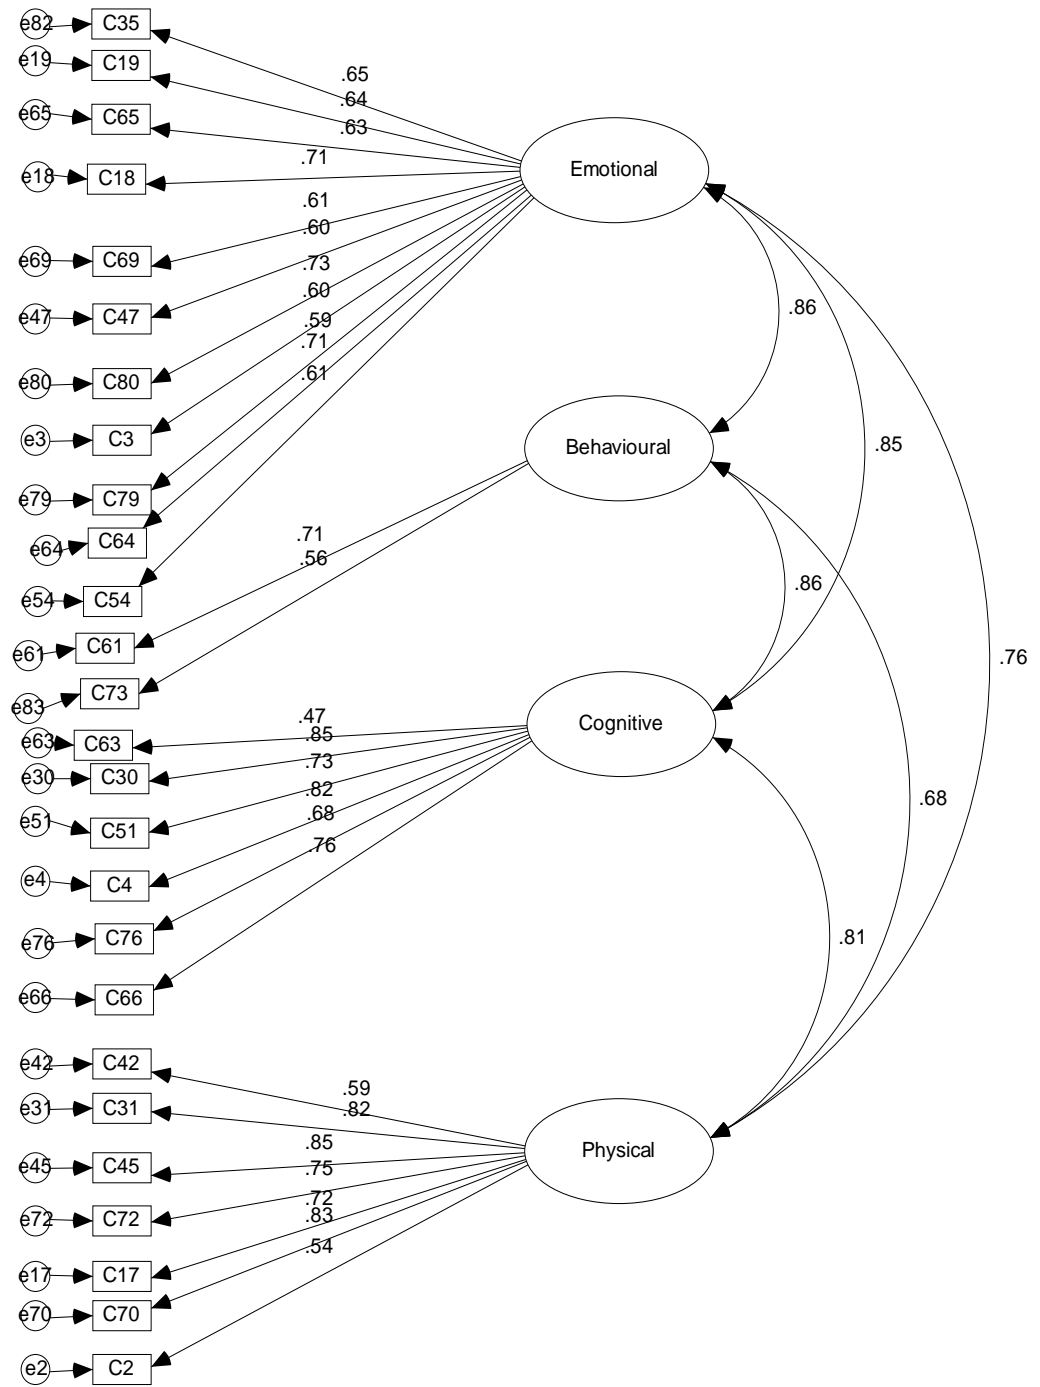 e82 C35
e19 C19
.65
.64
e65 C65
.63
.71
e18 C18
Emotional
.61
.60
e69 C69
.73
.60
.86
e47 C47
.59
.71
.61
e80 C80
e3 C3
.85
Behavioural
e79 C79
e64 C64
.71
.56
.86
e54 C54
e61 C61
.76
e83 C73
.47
Cognitive
e63 C63
.85
.73
e30 C30
.82
.68
.68
e51 C51
.76
e4 C4
e76 C76
.81
e66 C66
e42 C42
.59
.82
e31 C31
.85
Physical
e45 C45
.75
.72
.83
e72 C72
.54
e17 C17
e70 C70
e2 C2